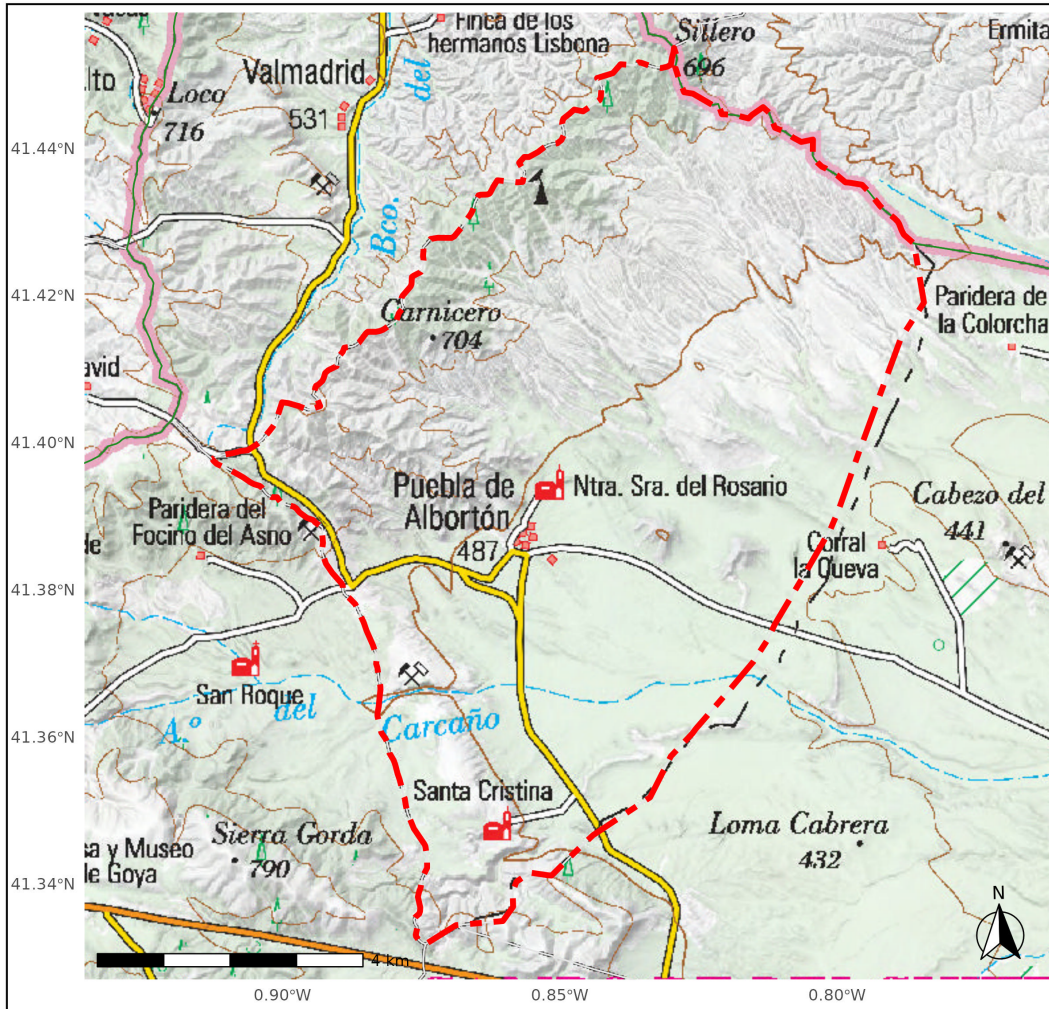 Finca de los
hermanos Lisbona
Sillero
696
Ermita
Valmadrid
531
del
Alto
Loco
716
41.44°N
Bco.
41.42°N
Carnicero
704
Paridera de
la Colorcha
avid
41.40°N
Puebla de
Albortón
487
Ntra. Sra. del Rosario
Cabezo del
441
Paridera del
Focino del Asno
de
Corral
la Cueva
41.38°N
San Roque
A.º
del
Carcaño
41.36°N
Santa Cristina
Sierra Gorda
790
Loma Cabrera
432
sa y Museo
de Goya
41.34°N
N
4 km
0.90°W
0.85°W
0.80°W